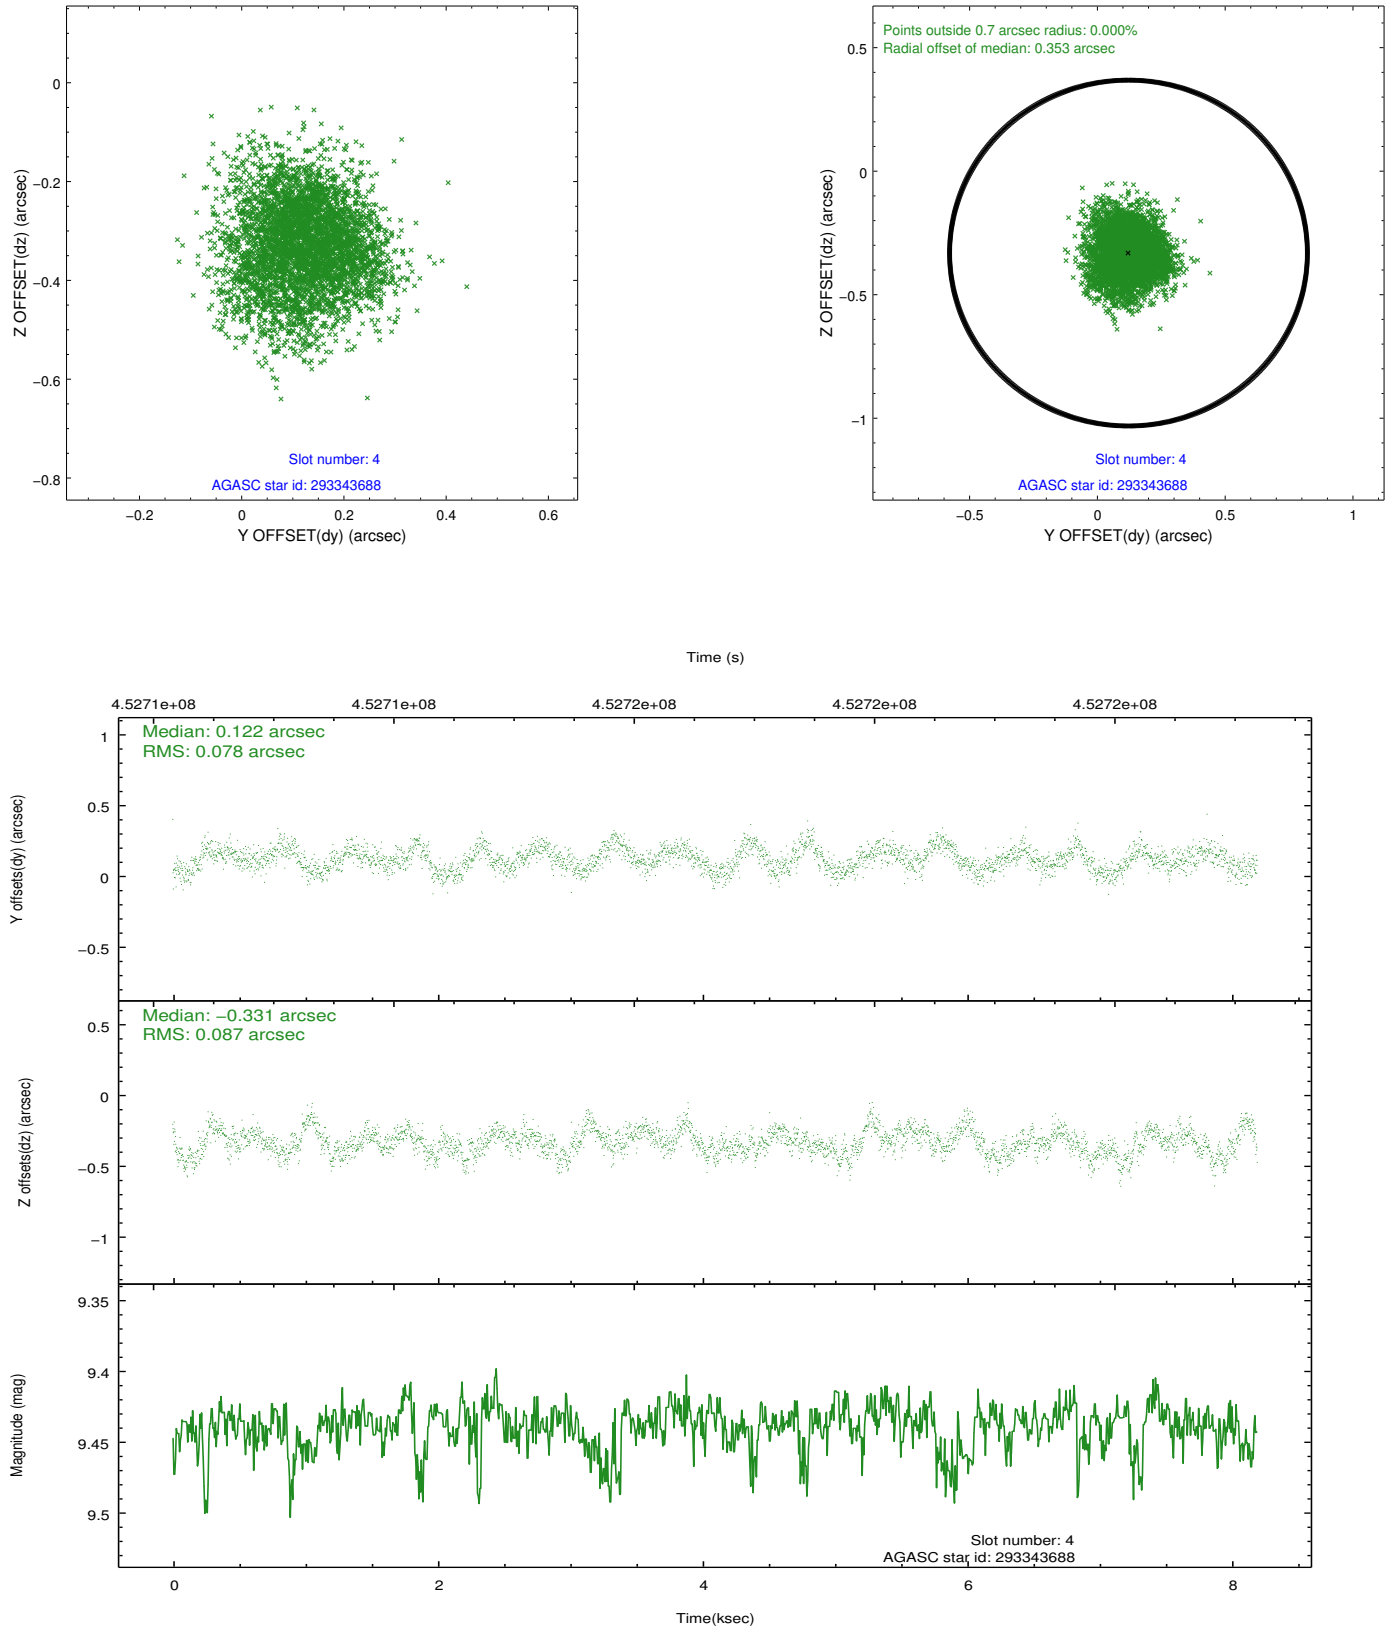 0
−0.2
−0.4
−0.6
−0.8
Z OFFSET(dz) (arcsec)
Slot number: 4
AGASC star id: 293343688
−0.2 0 0.2 0.4 0.6
Y OFFSET(dy) (arcsec)
Points outside 0.7 arcsec radius: 0.000%
Radial offset of median: 0.353 arcsec
0.5
0
−0.5
−1
Z OFFSET(dz) (arcsec)
Slot number: 4
AGASC star id: 293343688
−0.5 0 0.5 1
Y OFFSET(dy) (arcsec)
Time (s)
4.5271e+08 4.5271e+08 4.5272e+08 4.5272e+08 4.5272e+08
Median: 0.122 arcsec
RMS: 0.078 arcsec
1
0.5
0
−0.5
Y offsets(dy) (arcsec)
Median: −0.331 arcsec
RMS: 0.087 arcsec
0.5
0
−0.5
−1
Z offsets(dz) (arcsec)
9.35
9.4
9.45
9.5
Magnitude (mag)
Slot number: 4
AGASC star id: 293343688
0 2 4 6 8
Time(ksec)